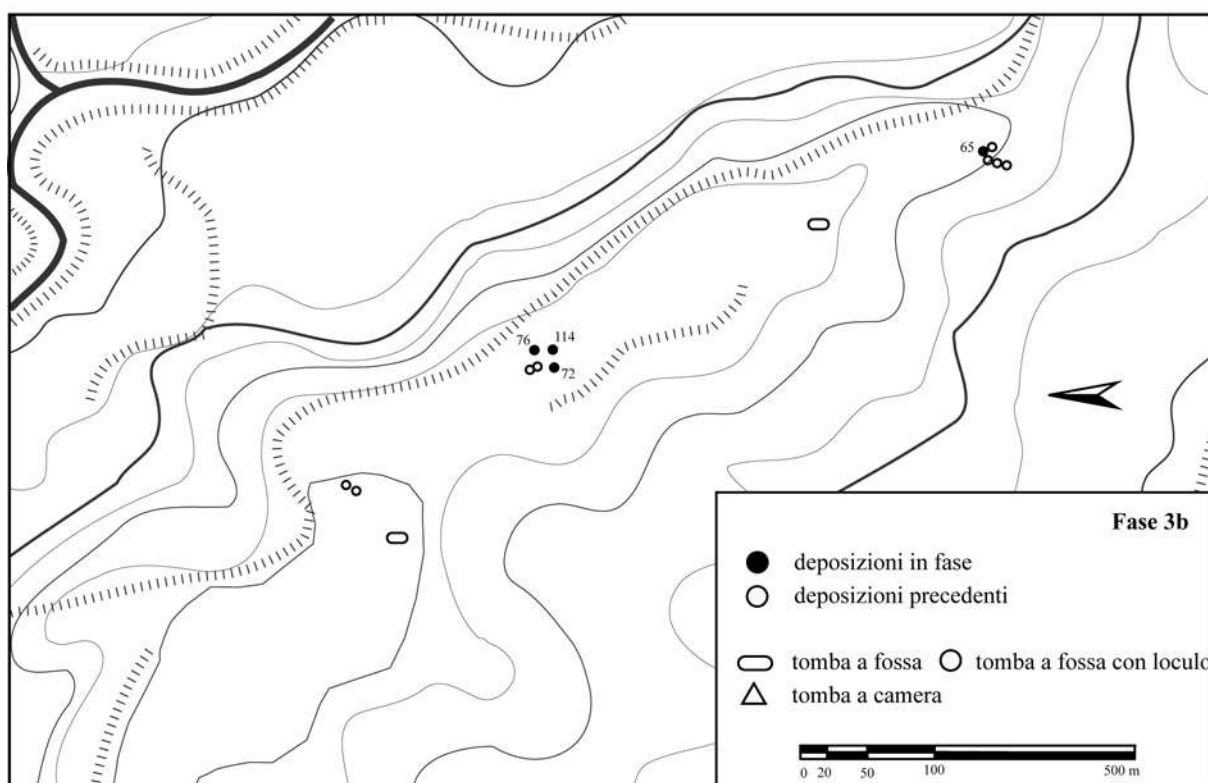 65
76
114
72
Fase 3b
deposizioni in fase
deposizioni precedenti
tomba a fossa tomba a fossa con loculo
tomba a camera
0 20 50 100 500 m